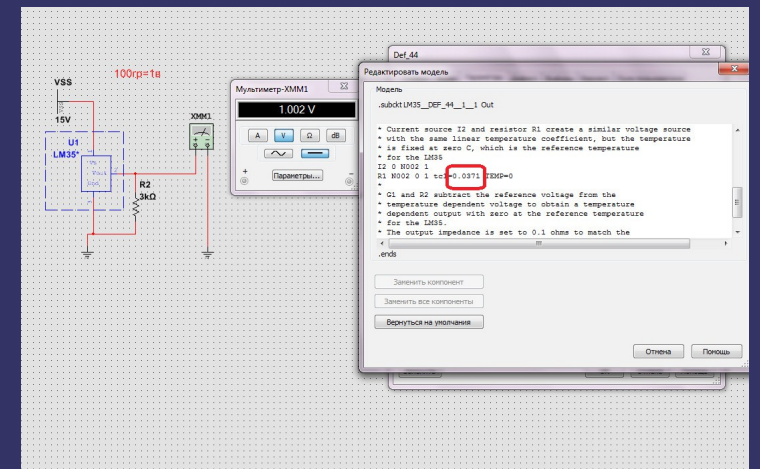 100гр=1в
VSS
15V
U1
LM35*
Vout
R2
3kΩ
XMM1
Мультиметр-XMM1
1.002 V
A
V
Ω
dB
+
Параметры...
-
Def_44
Редактировать модель
Модель
.subckt LM35__DEF_44__1__1 Out
* Current source I2 and resistor R1 create a similar voltage source
* with the same linear temperature coefficient, but the temperature
* is fixed at zero C, which is the reference temperature
* for the LM35
I2 0 N002 1
R1 N002 0 1 tc1=0.0371 TEMP=0
*
* G1 and R2 subtract the reference voltage from the
* temperature dependent voltage to obtain a temperature
* dependent output with zero at the reference temperature
* for the LM35.
* The output impedance is set to 0.1 ohms to match the
.ends
Заменить компонент
Заменить все компоненты
Вернуться на умолчания
Отмена
Помощь